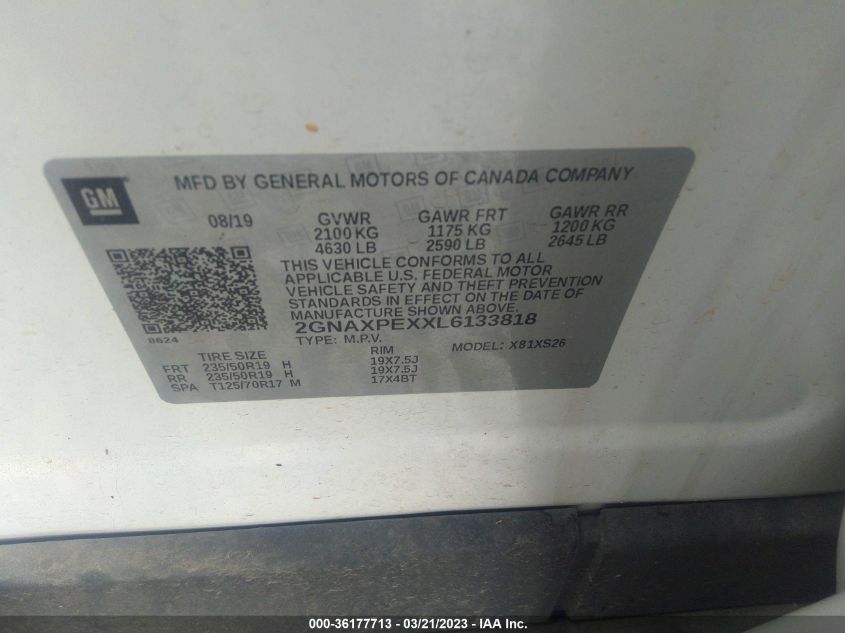 GM
MFD BY GENERAL MOTORS OF CANADA COMPANY
08/19 GVWR GAWR FRT GAWR RR
2100 KG 1175 KG 1200 KG
4630 LB 2590 LB 2645 LB
THIS VEHICLE CONFORMS TO ALL
APPLICABLE U.S. FEDERAL MOTOR
VEHICLE SAFETY AND THEFT PREVENTION
STANDARDS IN EFFECT ON THE DATE OF
MANUFACTURE SHOWN ABOVE.
2GNAXPEXXL6133818
0624
TYPE: M.P.V. MODEL: X81XS26
TIRE SIZE RIM
FRT 235/50R19 H 19X7.5J
RR 235/50R19 H 19X7.5J
SPA T125/70R17 M 17X4BT
000-36177713 - 03/21/2023 - IAA Inc.